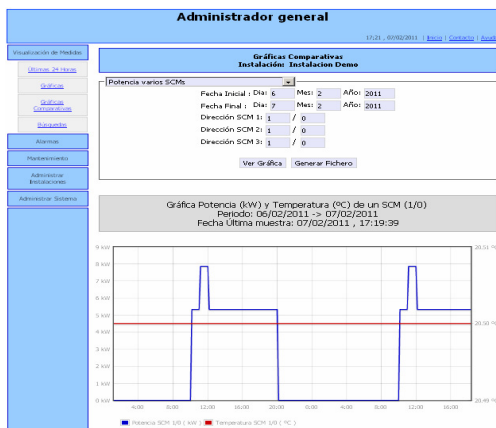 Administrador general
17:21 , 07/02/2011 | Inicio | Contacto | Ayuda
Visualización de Medidas
Últimas 24 Horas
Gráficas
Gráficas
Comparativas
Búsquedas
Alarmas
Mantenimiento
Administrar
Instalaciones
Administrar Sistema
Gráficas Comparativas
Instalación: Instalacion Demo
Potencia varios SCMs
Fecha Inicial : Dia: 6 Mes: 2 Año: 2011
Fecha Final : Dia: 7 Mes: 2 Año: 2011
Dirección SCM 1: 1 / 0
Dirección SCM 2: 1 / 0
Dirección SCM 3: 1 / 0
Ver Gráfica Generar Fichero
Gráfica Potencia (kW) y Temperatura (ºC) de un SCM (1/0)
Periodo: 06/02/2011 -> 07/02/2011
Fecha Última muestra: 07/02/2011 , 17:19:39
9 kW 20,51 ºC
8 kW
7 kW
6 kW
5 kW
4 kW 20,50 ºC
3 kW
2 kW
1 kW
0 kW 20,49 ºC
4:00 8:00 12:00 16:00 20:00 0:00 4:00 8:00 12:00 16:00
Potencia SCM 1/0 ( kW ) Temperatura SCM 1/0 ( ºC )